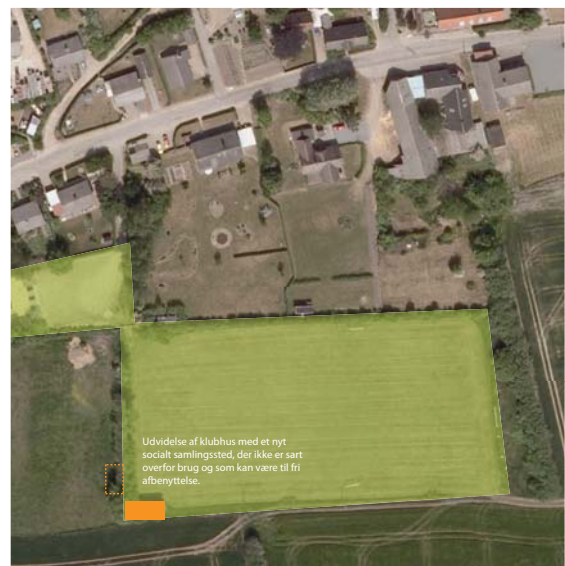 Udvidelse af klubhus med et nyt
socialt samlingssted, der ikke er sart
overfor brug og som kan være til fri
afbenyttelse.